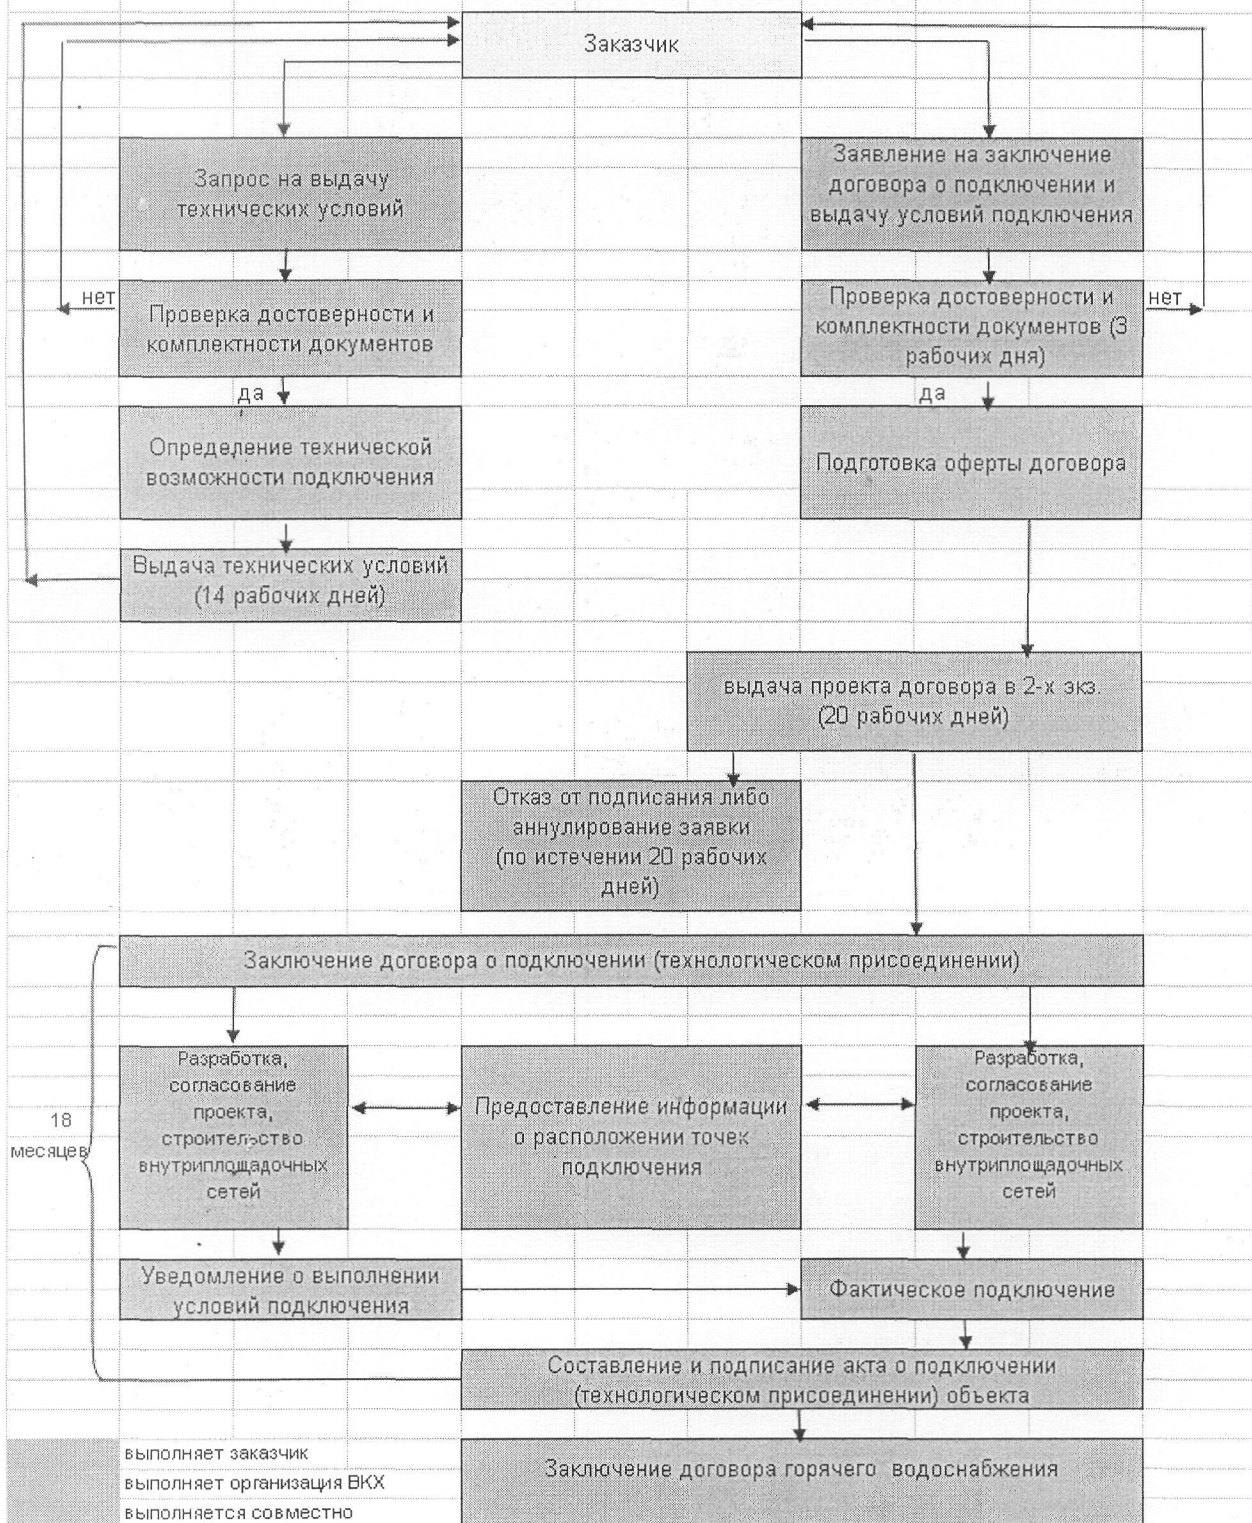 Заказчик
Запрос на выдачу
технических условий
Заявление на заключение
договора о подключении и
выдачу условий подключения
нет
Проверка достоверности и
комплектности документов
Проверка достоверности и
комплектности документов (3
рабочих дня)
нет
да
да
Определение технической
возможности подключения
Подготовка оферты договора
Выдача технических условий
(14 рабочих дней)
выдача проекта договора в 2-х экз.
(20 рабочих дней)
Отказ от подписания либо
аннулирование заявки
(по истечении 20 рабочих
дней)
Заключение договора о подключении (технологическом присоединении)
18
месяцев
Разработка,
согласование
проекта,
строительство
внутриплощадочных
сетей
Предоставление информации
о расположении точек
подключения
Разработка,
согласование
проекта,
строительство
внутриплощадочных
сетей
Уведомление о выполнении
условий подключения
Фактическое подключение
Составление и подписание акта о подключении
(технологическом присоединении) объекта
Заключение договора горячего водоснабжения
выполняет заказчик
выполняет организация ВКХ
выполняется совместно